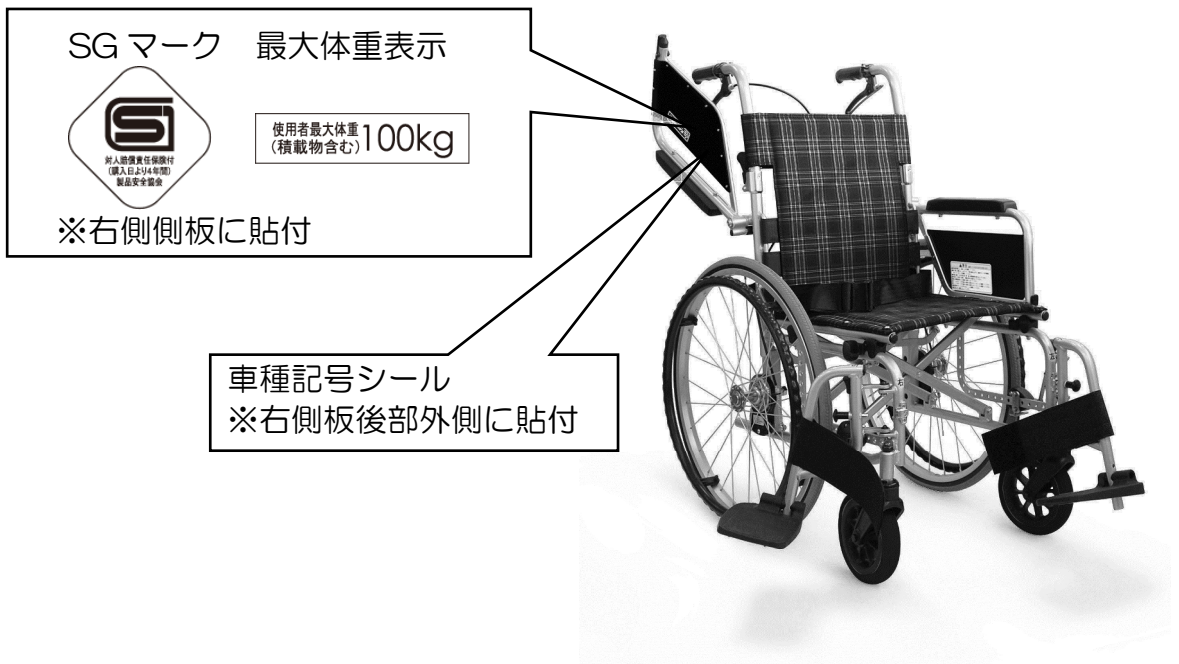 SGマーク 最大体重表示
SG
対人賠償責任保険付
(購入日より4年間)
製品安全協会
使用者最大体重
(積載物含む)100kg
※右側側板に貼付
車種記号シール
※右側板後部外側に貼付
右